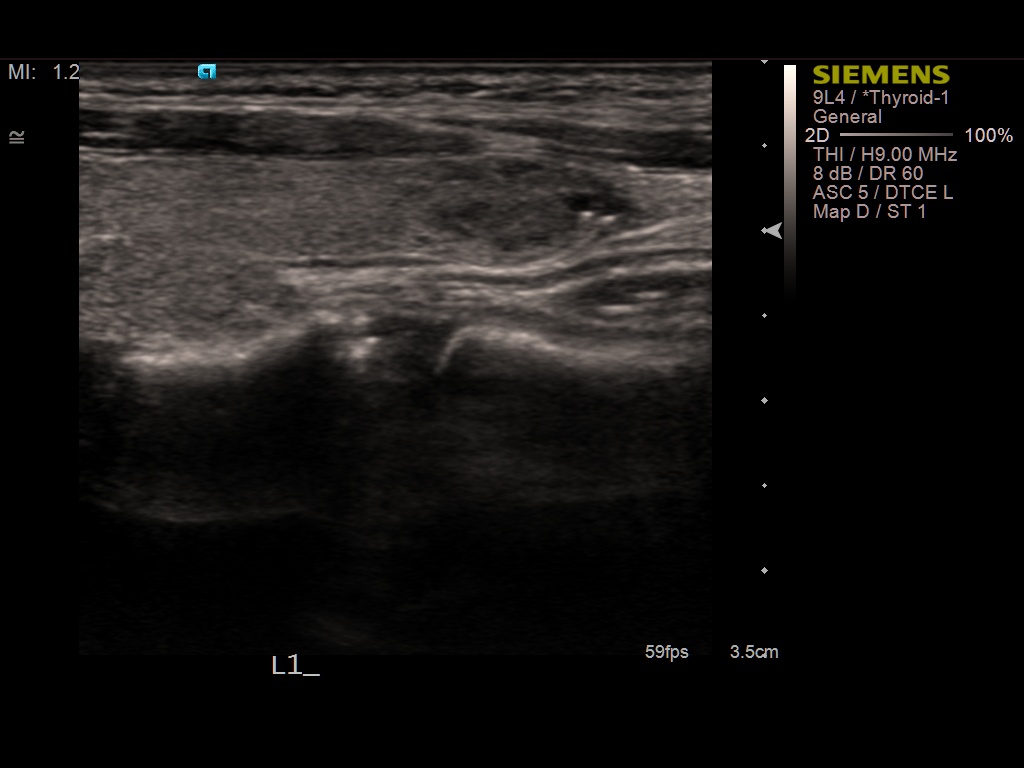 MI: 1.2
SIEMENS
9L4 / *Thyroid-1
General
2D 100%
THI / H9.00 MHz
8 dB / DR 60
ASC 5 / DTCE L
Map D / ST 1
59fps 3.5cm
L1_